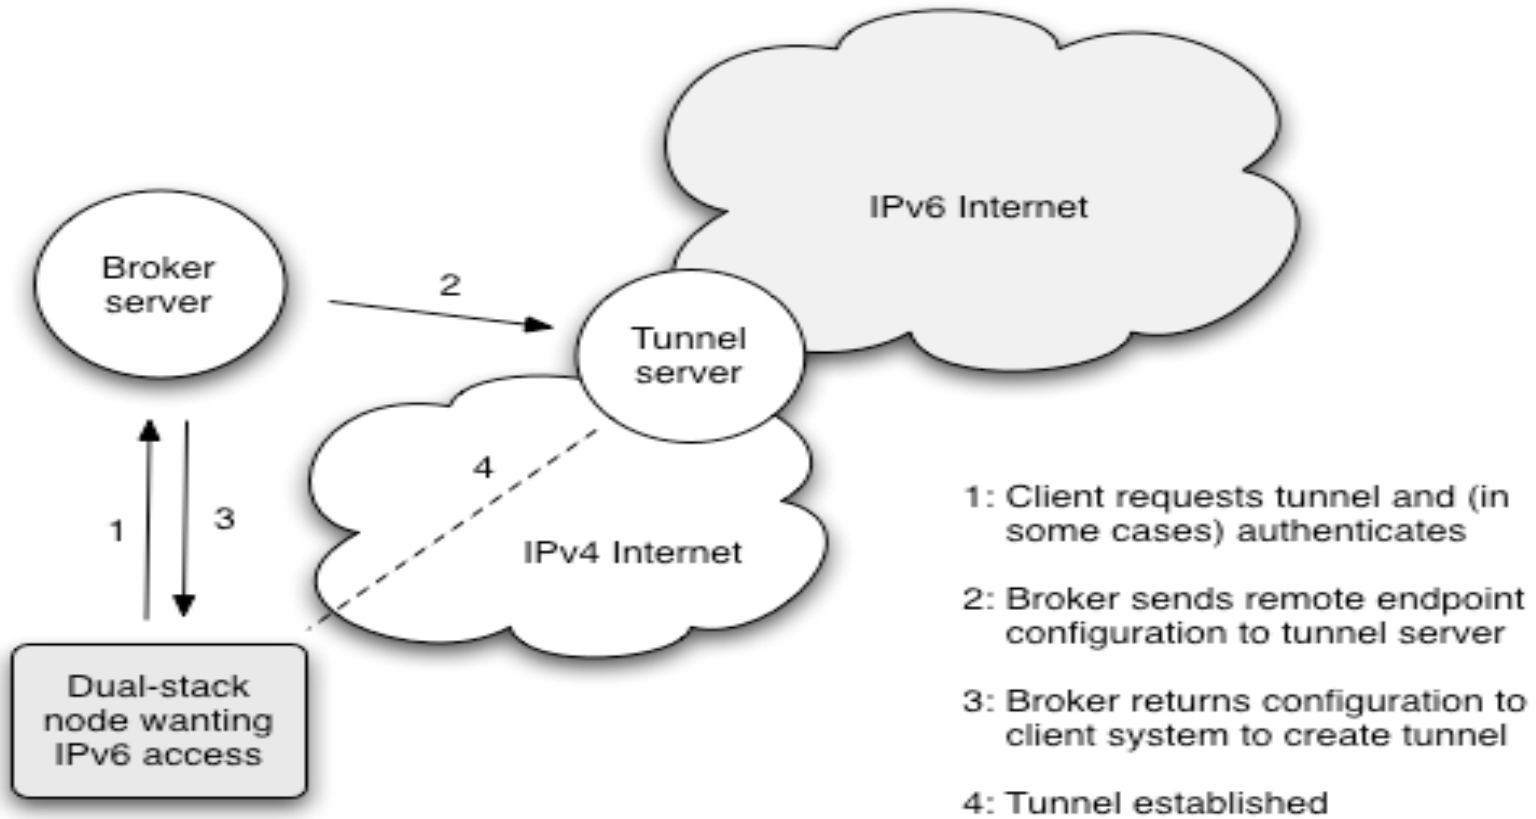 IPv6 Internet
Broker
server
2
Tunnel
server
4
1
3
IPv4 Internet
Dual-stack
node wanting
IPv6 access
1: Client requests tunnel and (in
some cases) authenticates
2: Broker sends remote endpoint
configuration to tunnel server
3: Broker returns configuration to
client system to create tunnel
4: Tunnel established